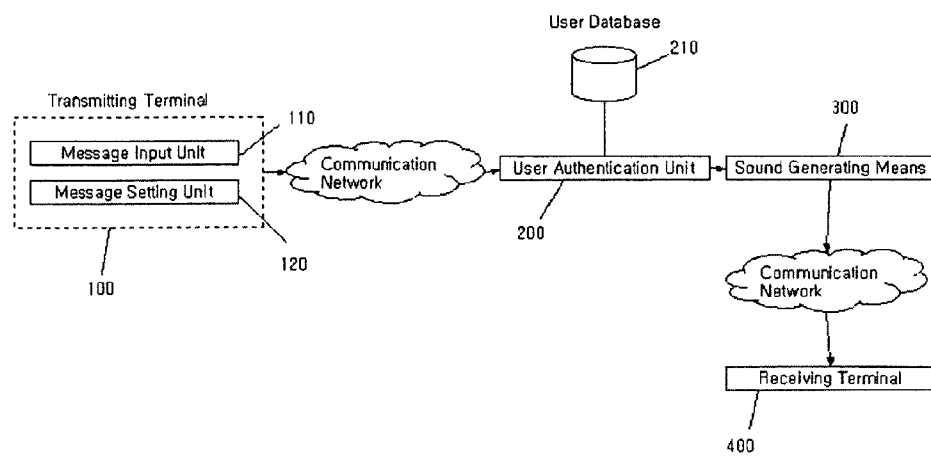 User Database
210
Transmitting Terminal
110
300
Message Input Unit
Communication
Network
User Authentication Unit
Sound Generating Means
Message Setting Unit
200
120
100
Communication
Network
Receiving Terminal
400